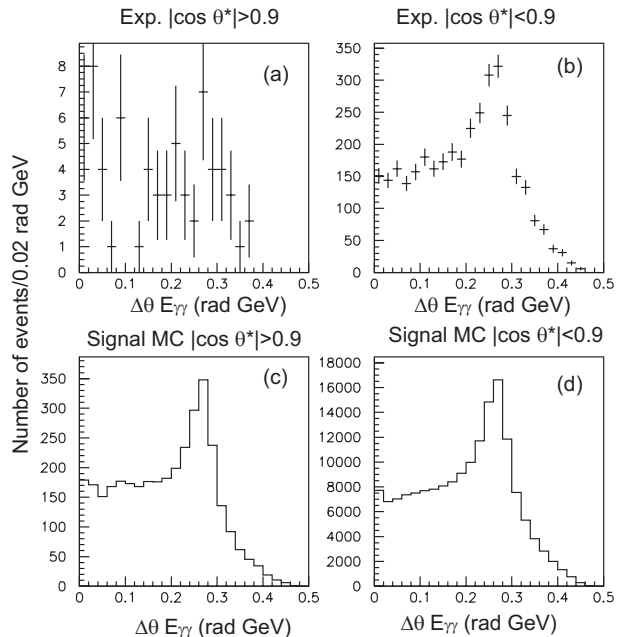 Exp. |cos θ*|>0.9
Exp. |cos θ*|<0.9
Number of events/0.02 rad GeV
(a)
8
7
6
5
4
3
2
1
0
0 0.1 0.2 0.3 0.4 0.5
Δθ Eγγ (rad GeV)
(b)
350
300
250
200
150
100
50
0
0 0.1 0.2 0.3 0.4 0.5
Δθ Eγγ (rad GeV)
Signal MC |cos θ*|>0.9
Signal MC |cos θ*|<0.9
(c)
350
300
250
200
150
100
50
0
0 0.1 0.2 0.3 0.4 0.5
Δθ Eγγ (rad GeV)
(d)
18000
16000
14000
12000
10000
8000
6000
4000
2000
0
0 0.1 0.2 0.3 0.4 0.5
Δθ Eγγ (rad GeV)